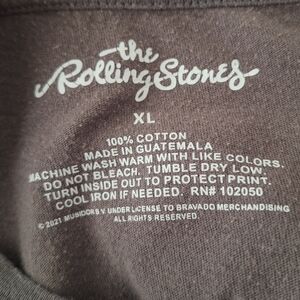 the
Rolling Stones
XL
100% COTTON
MADE IN GUATEMALA
MACHINE WASH WARM WITH LIKE COLORS
DO NOT BLEACH. TUMBLE DRY LOW.
TURN INSIDE OUT TO PROTECT PRINT.
COOL IRON IF NEEDED. RN# 102050
© 2021 MUSIDOR B.V. UNDER LICENSE TO BRAVADO MERCHANDISING
ALL RIGHTS RESERVED